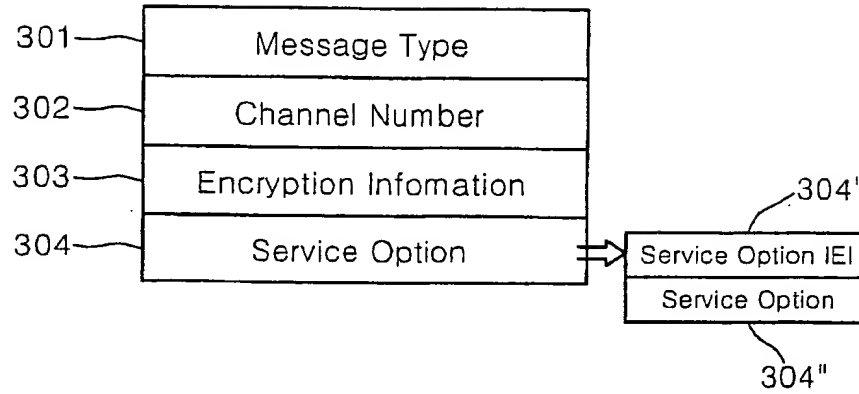 301 Message Type
302 Channel Number
303 Encryption Infomation
304 Service Option
304'
Service Option IEI
Service Option
304"